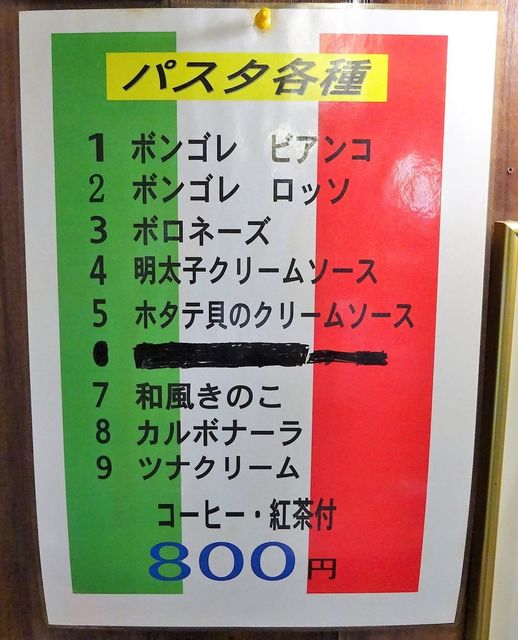 パスタ各種
1 ボンゴレ ビアンコ
2 ボンゴレ ロッソ
3 ボロネーズ
4 明太子クリームソース
5 ホタテ貝のクリームソース
7 和風きのこ
8 カルボナーラ
9 ツナクリーム
コーヒー・紅茶付
800円